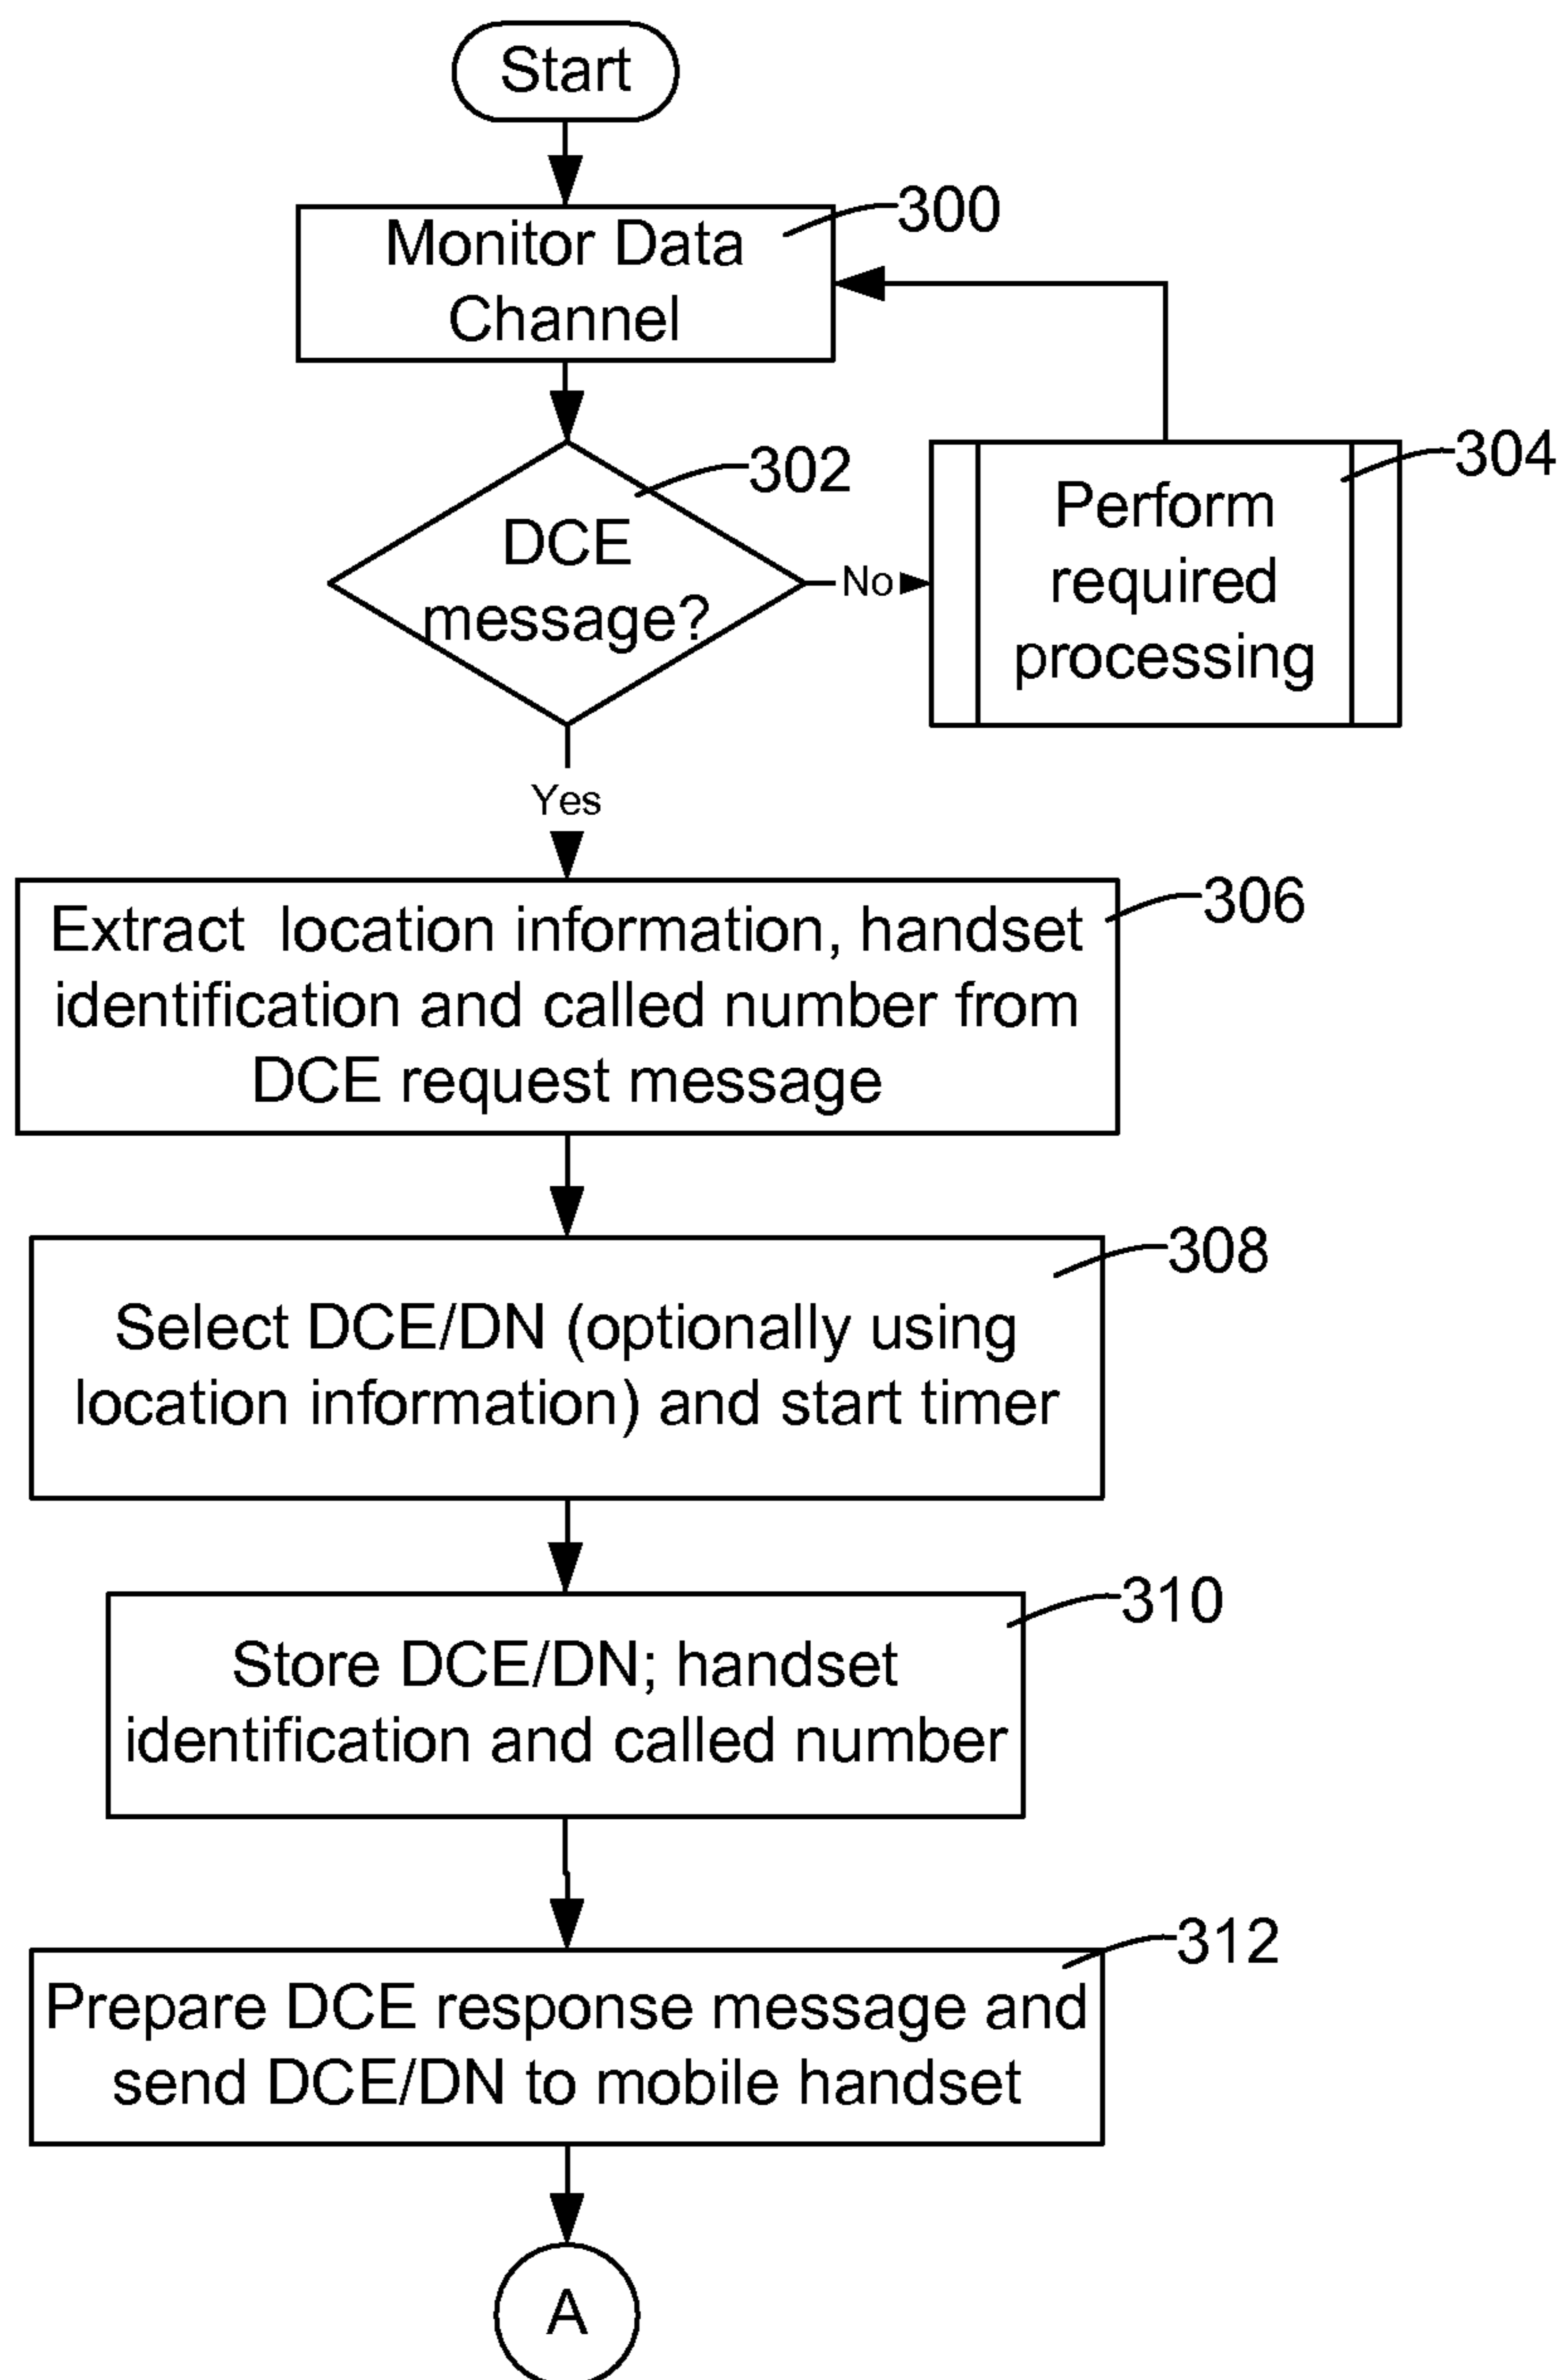 Start
300
Monitor Data
Channel
302
DCE
message?
No
304
Perform
required
processing
Yes
306
Extract location information, handset
identification and called number from
DCE request message
308
Select DCE/DN (optionally using
location information) and start timer
310
Store DCE/DN; handset
identification and called number
312
Prepare DCE response message and
send DCE/DN to mobile handset
A